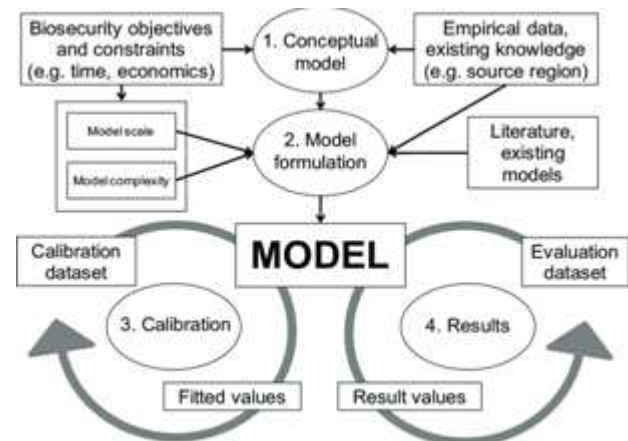 Biosecurity objectives
and constraints
(e.g. time, economics)
1. Conceptual
model
Empirical data,
existing knowledge
(e.g. source region)
Model scale
Model complexity
2. Model
formulation
Literature,
existing
models
MODEL
Calibration
dataset
Evaluation
dataset
3. Calibration
4. Results
Fitted values
Result values